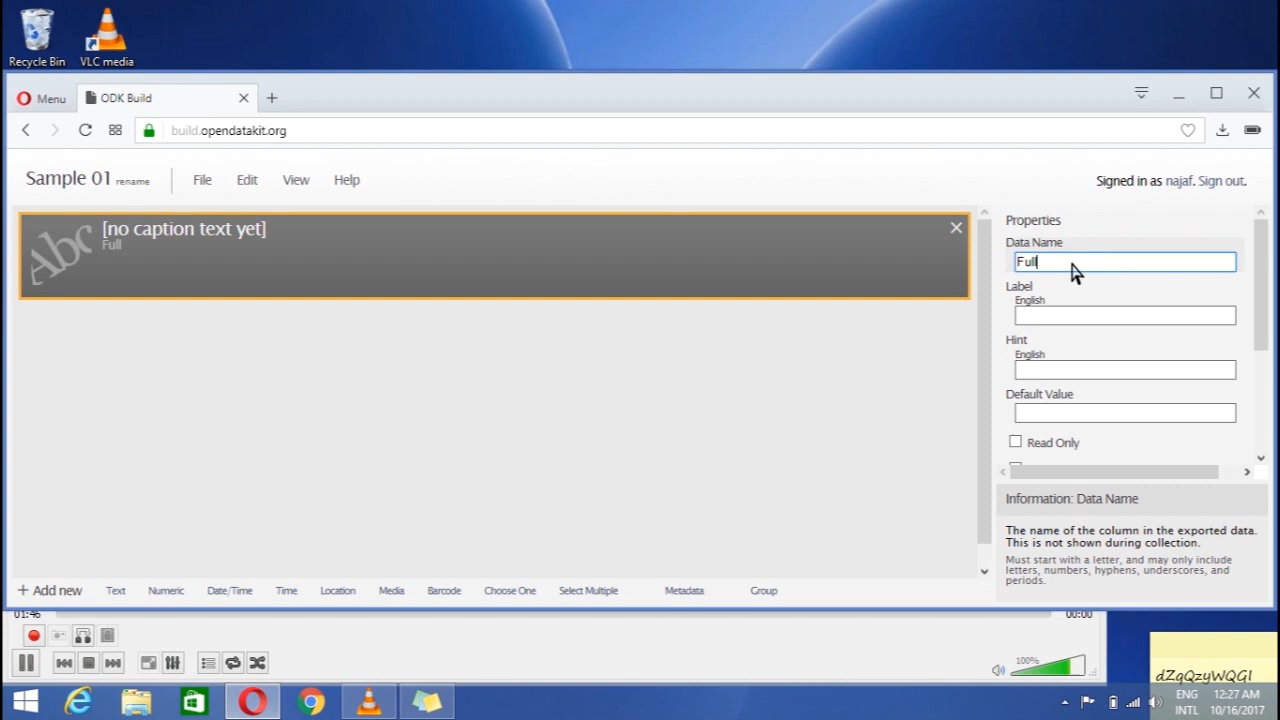 Recycle Bin
VLC media
Menu
ODK Build
build.opendatakit.org
Sample 01 rename
File
Edit
View
Help
Signed in as najaf. Sign out.
Abc
[no caption text yet]
Full
Properties
Data Name
Full
Label
English
Hint
English
Default Value
Read Only
Information: Data Name
The name of the column in the exported data.
This is not shown during collection.
Must start with a letter, and may only include
letters, numbers, hyphens, underscores, and
periods.
+ Add new
Text
Numeric
Date/Time
Time
Location
Media
Barcode
Choose One
Select Multiple
Metadata
Group
01:46
00:00
100%
dZqQzyWQGI
ENG
INTL
12:27 AM
10/16/2017